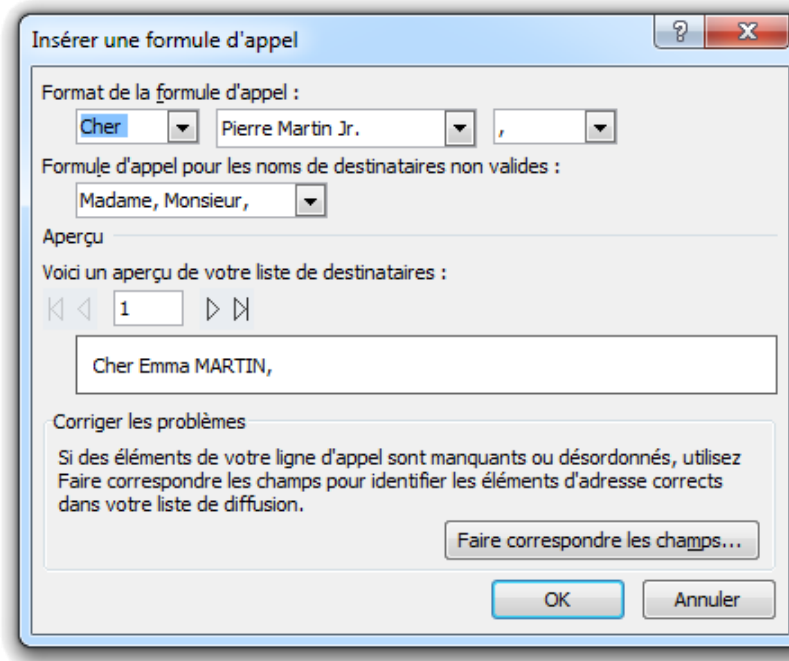 Insérer une formule d'appel
Format de la formule d'appel :
Cher Pierre Martin Jr. ,
Formule d'appel pour les noms de destinataires non valides :
Madame, Monsieur,
Aperçu
Voici un aperçu de votre liste de destinataires :
1
Cher Emma MARTIN,
Corriger les problèmes
Si des éléments de votre ligne d'appel sont manquants ou désordonnés, utilisez
Faire correspondre les champs pour identifier les éléments d'adresse corrects
dans votre liste de diffusion.
Faire correspondre les champs...
OK Annuler